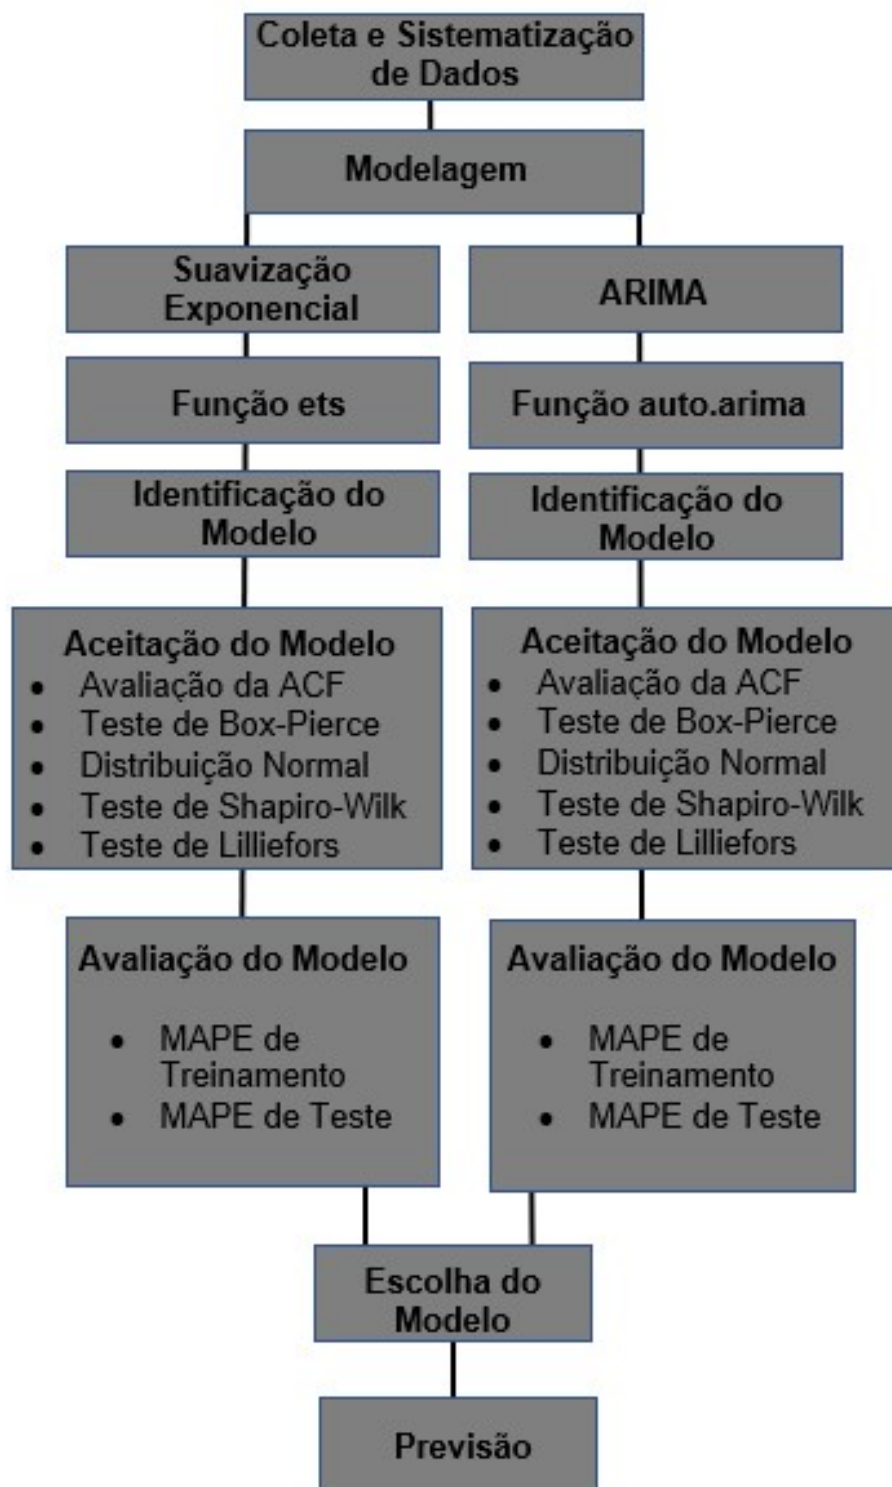 Coleta e Sistematização
de Dados
Modelagem
Suavização
Exponencial
ARIMA
Função ets
Função auto.arima
Identificação do
Modelo
Identificação do
Modelo
Aceitação do Modelo
• Avaliação da ACF
• Teste de Box-Pierce
• Distribuição Normal
• Teste de Shapiro-Wilk
• Teste de Lilliefors
Aceitação do Modelo
• Avaliação da ACF
• Teste de Box-Pierce
• Distribuição Normal
• Teste de Shapiro-Wilk
• Teste de Lilliefors
Avaliação do Modelo
• MAPE de
Treinamento
• MAPE de Teste
Avaliação do Modelo
• MAPE de
Treinamento
• MAPE de Teste
Escolha do
Modelo
Previsão